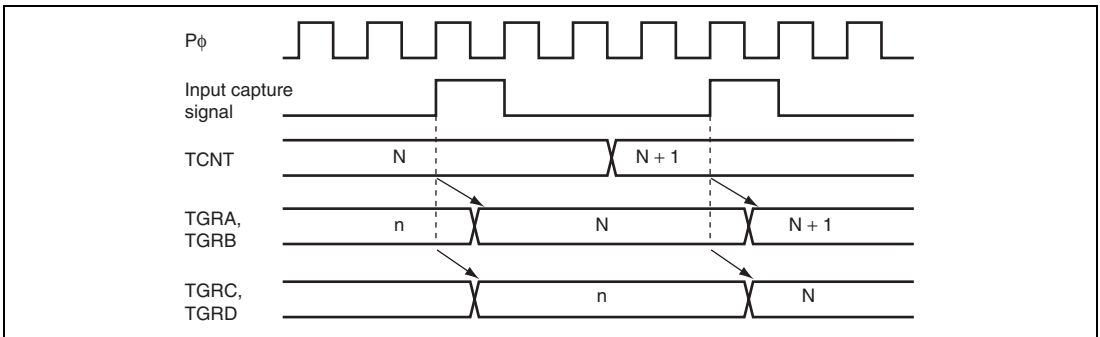 Pϕ
Input capture
signal
TCNT
N
N + 1
TGRA,
TGRB
n
N
N + 1
TGRC,
TGRD
n
N